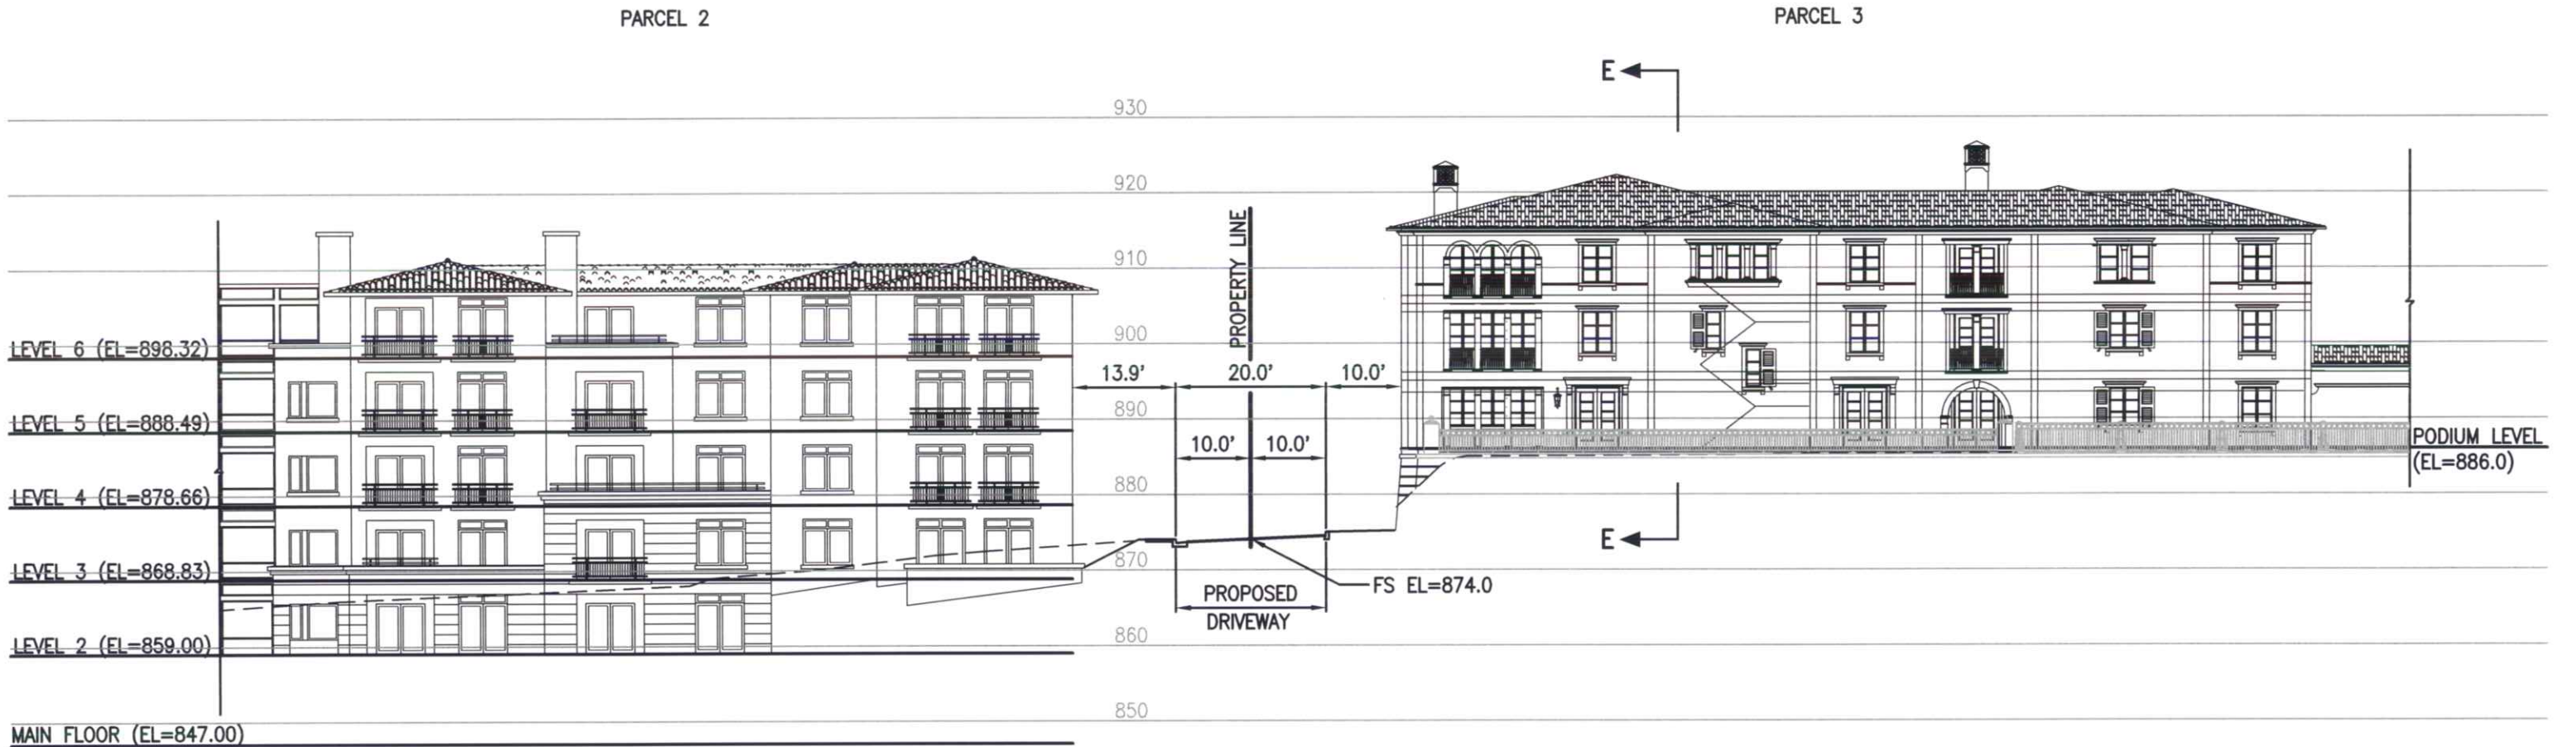 PARCEL 2
PARCEL 3
E
930
920
PROPERTY LINE
910
900
LEVEL 6 (EL=898.32)
13.9'
20.0'
10.0'
890
LEVEL 5 (EL=888.49)
10.0'
10.0'
PODIUM LEVEL
(EL=886.0)
880
LEVEL 4 (EL=878.66)
E
870
LEVEL 3 (EL=868.83)
FS EL=874.0
PROPOSED
DRIVEWAY
860
LEVEL 2 (EL=859.00)
850
MAIN FLOOR (EL=847.00)